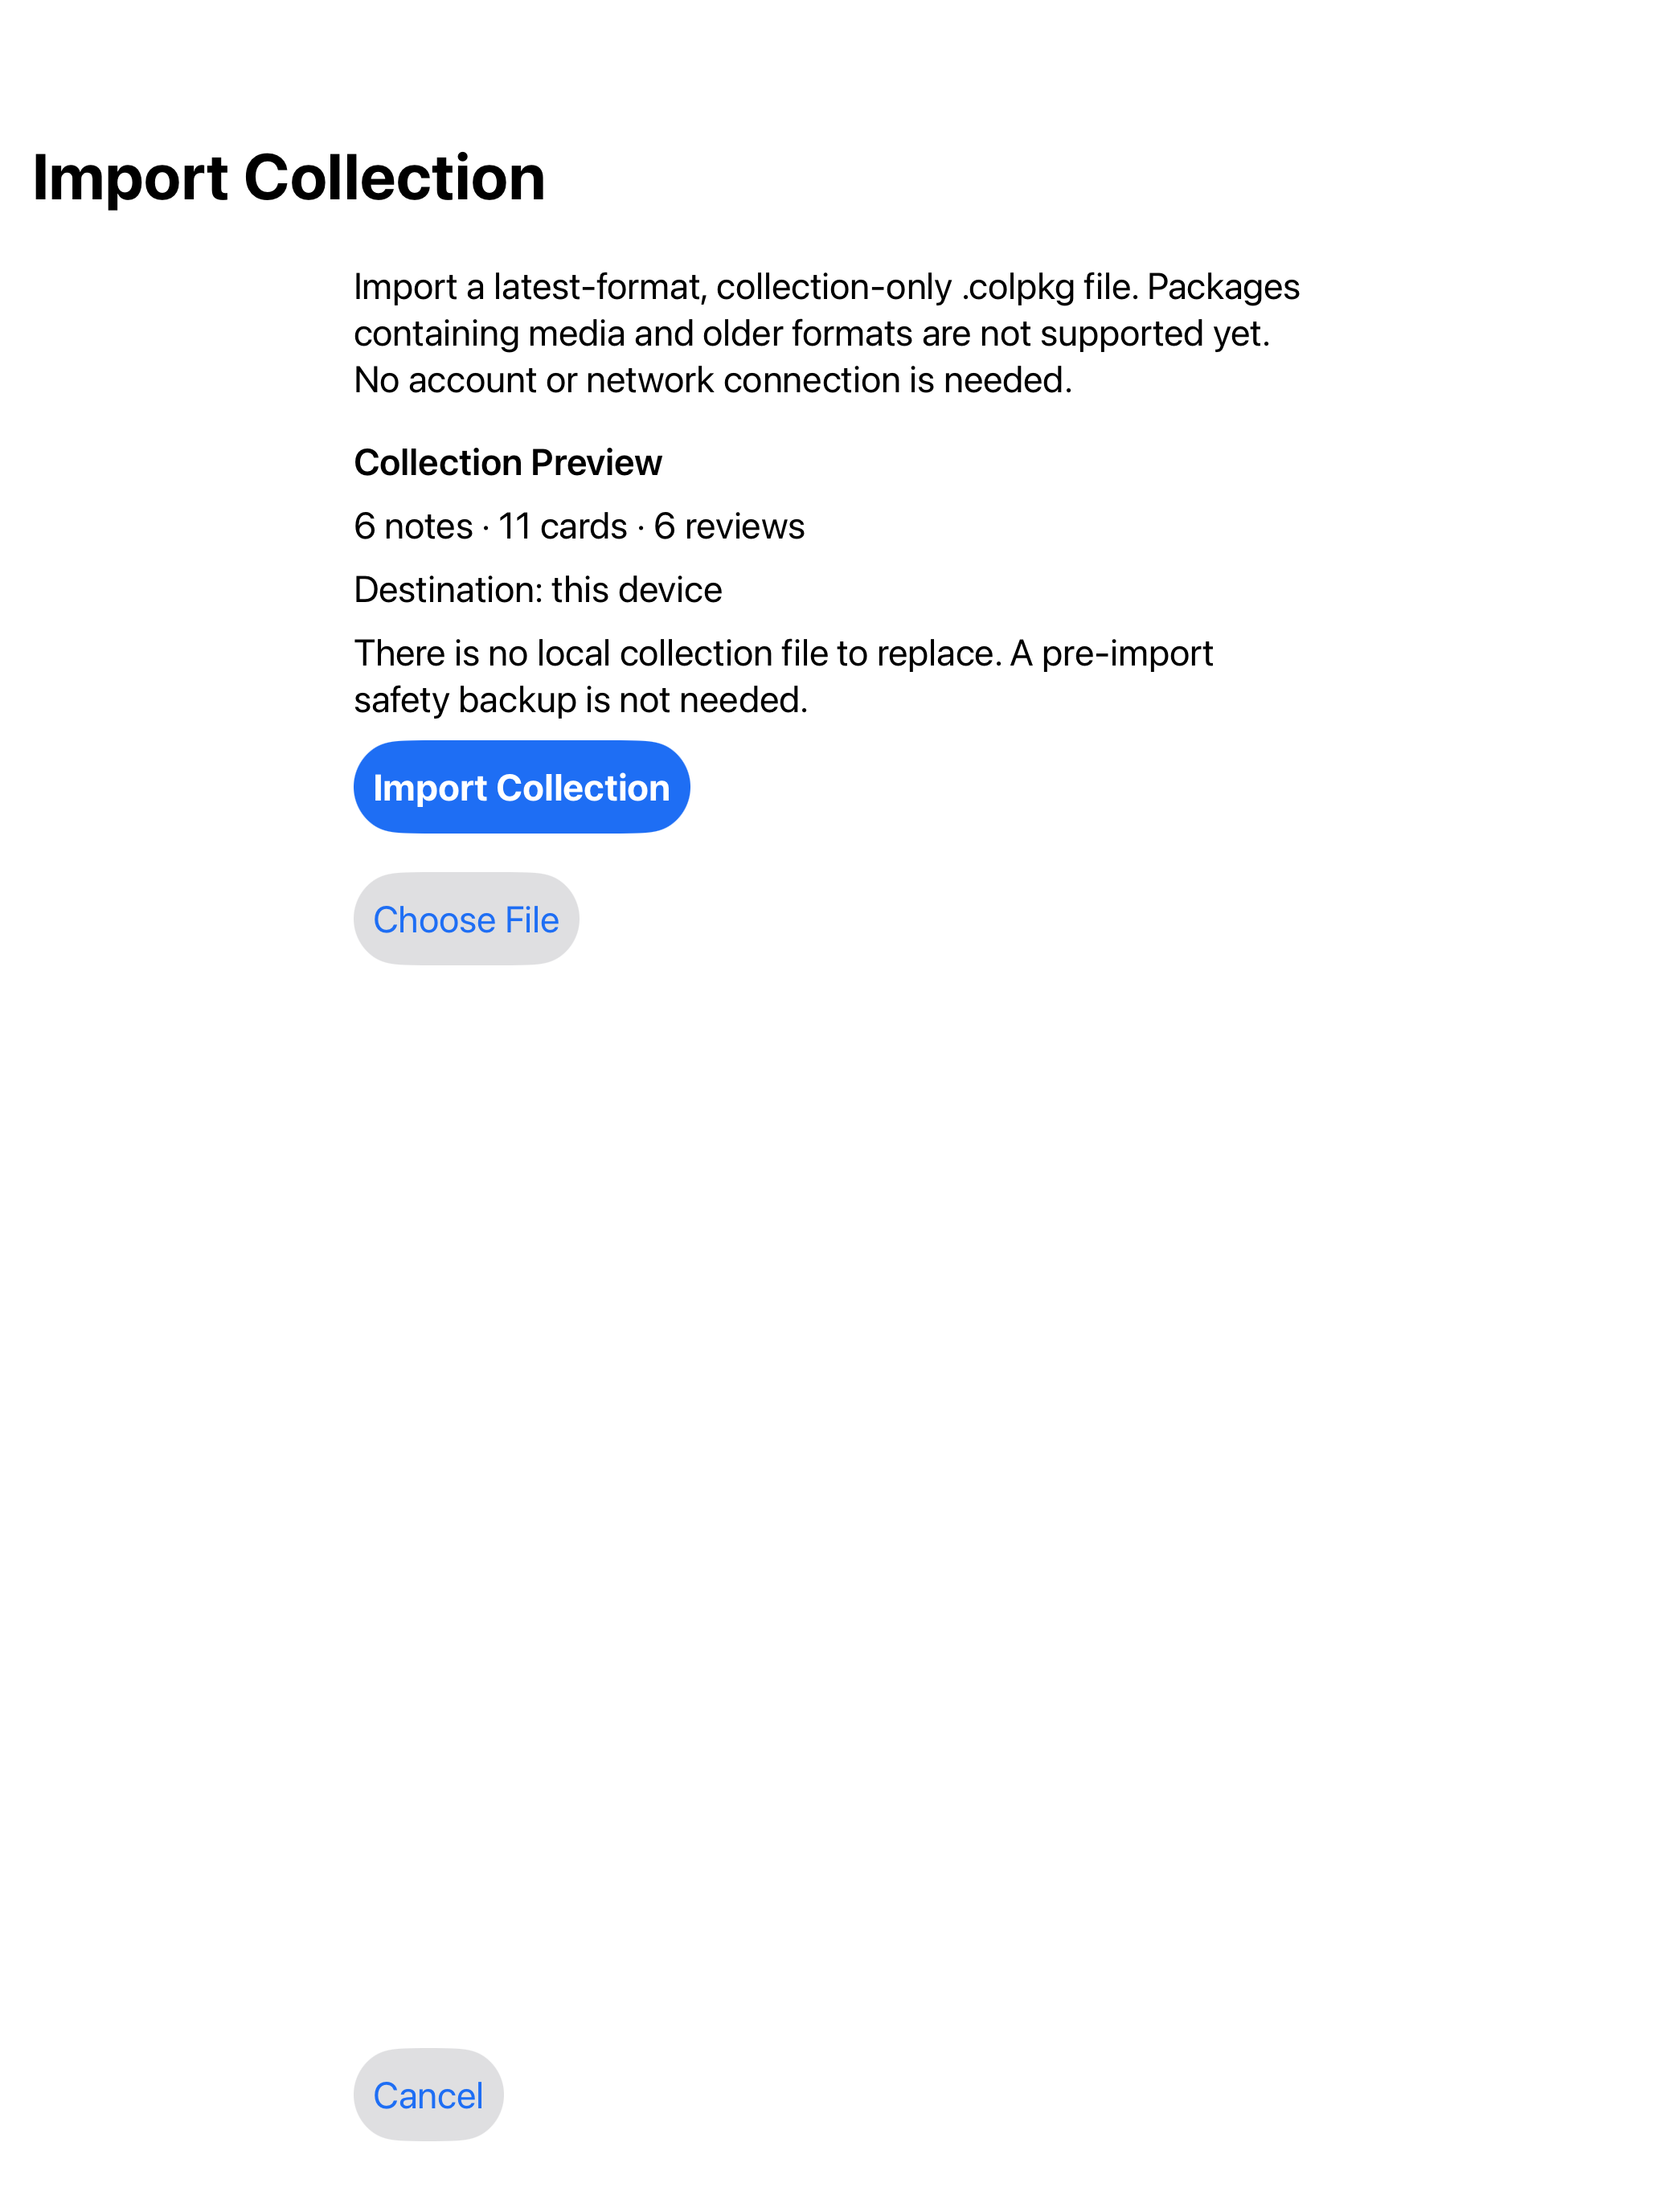 Import Collection
Import a latest-format, collection-only .colpkg file. Packages
containing media and older formats are not supported yet.
No account or network connection is needed.
Collection Preview
6 notes · 11 cards · 6 reviews
Destination: this device
There is no local collection file to replace. A pre-import
safety backup is not needed.
Import Collection
Choose File
Cancel